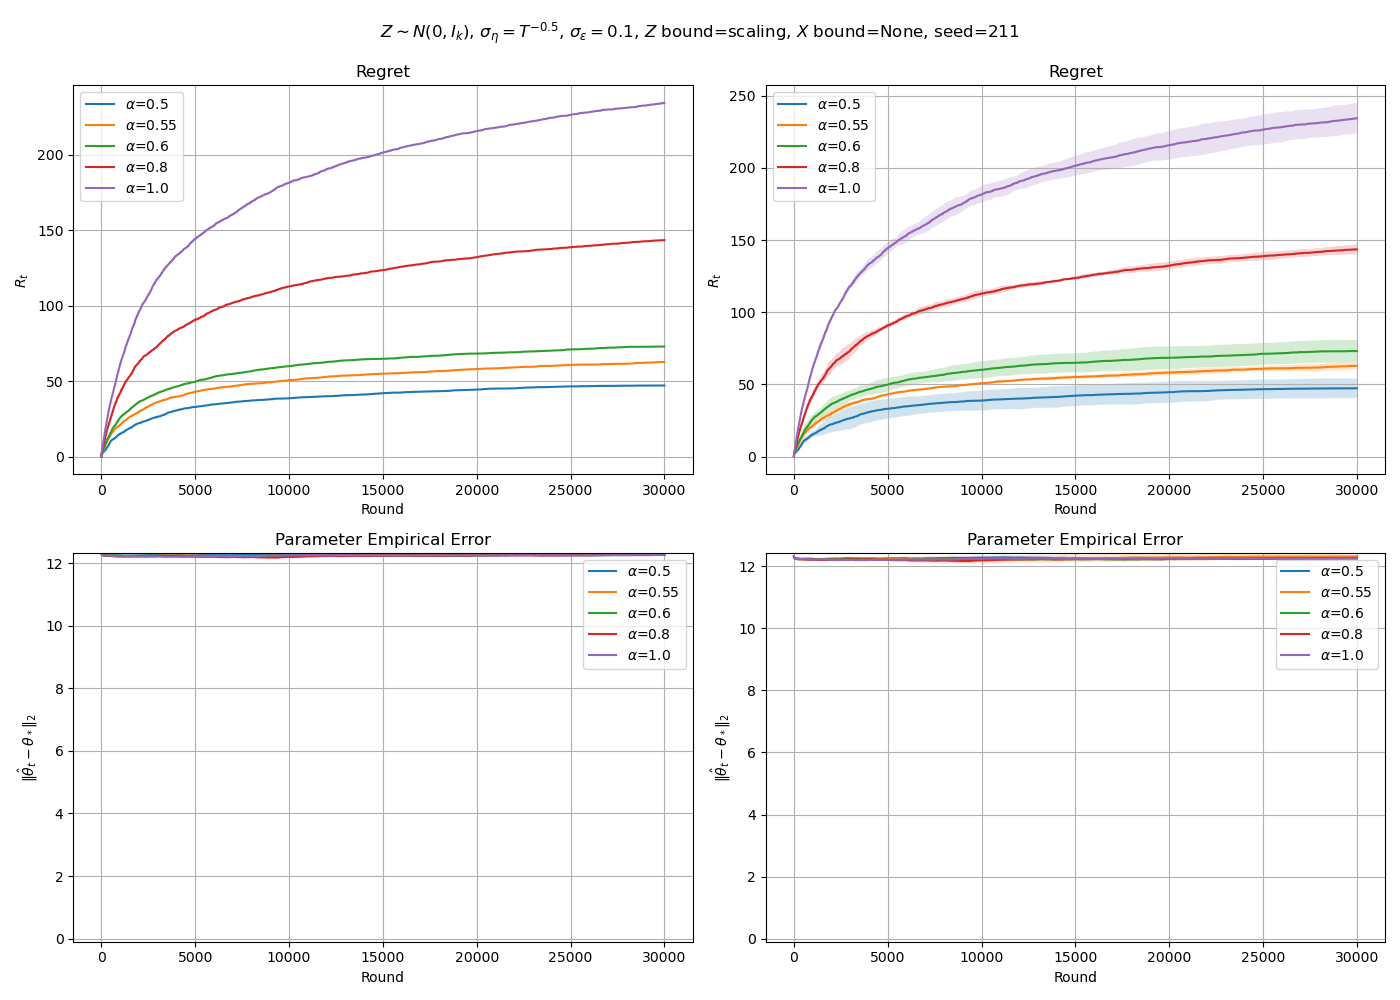 Z ∼ N(0, I_k), σ_η = T^{−0.5}, σ_ε = 0.1, Z bound=scaling, X bound=None, seed=211
Regret
R_t
200
150
100
50
0
α=0.5
α=0.55
α=0.6
α=0.8
α=1.0
0 5000 10000 15000 20000 25000 30000
Round
Regret
R_t
250
200
150
100
50
0
α=0.5
α=0.55
α=0.6
α=0.8
α=1.0
0 5000 10000 15000 20000 25000 30000
Round
Parameter Empirical Error
‖θ̂_t − θ_*‖_2
12
10
8
6
4
2
0
α=0.5
α=0.55
α=0.6
α=0.8
α=1.0
0 5000 10000 15000 20000 25000 30000
Round
Parameter Empirical Error
‖θ̂_t − θ_*‖_2
12
10
8
6
4
2
0
α=0.5
α=0.55
α=0.6
α=0.8
α=1.0
0 5000 10000 15000 20000 25000 30000
Round